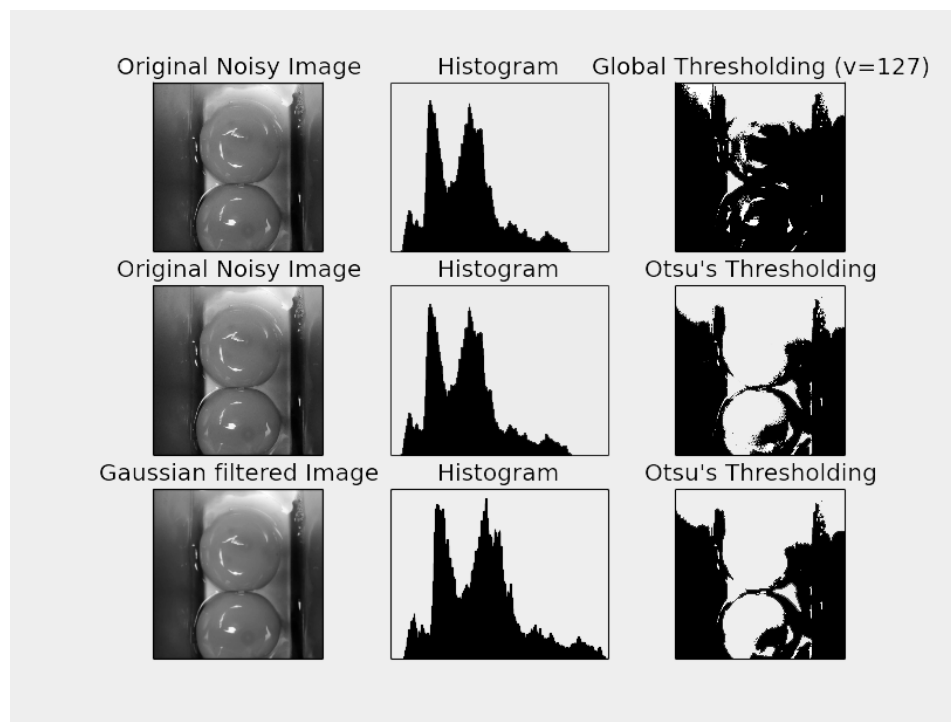 Original Noisy Image
Histogram
Global Thresholding (v=127)
Original Noisy Image
Histogram
Otsu's Thresholding
Gaussian filtered Image
Histogram
Otsu's Thresholding